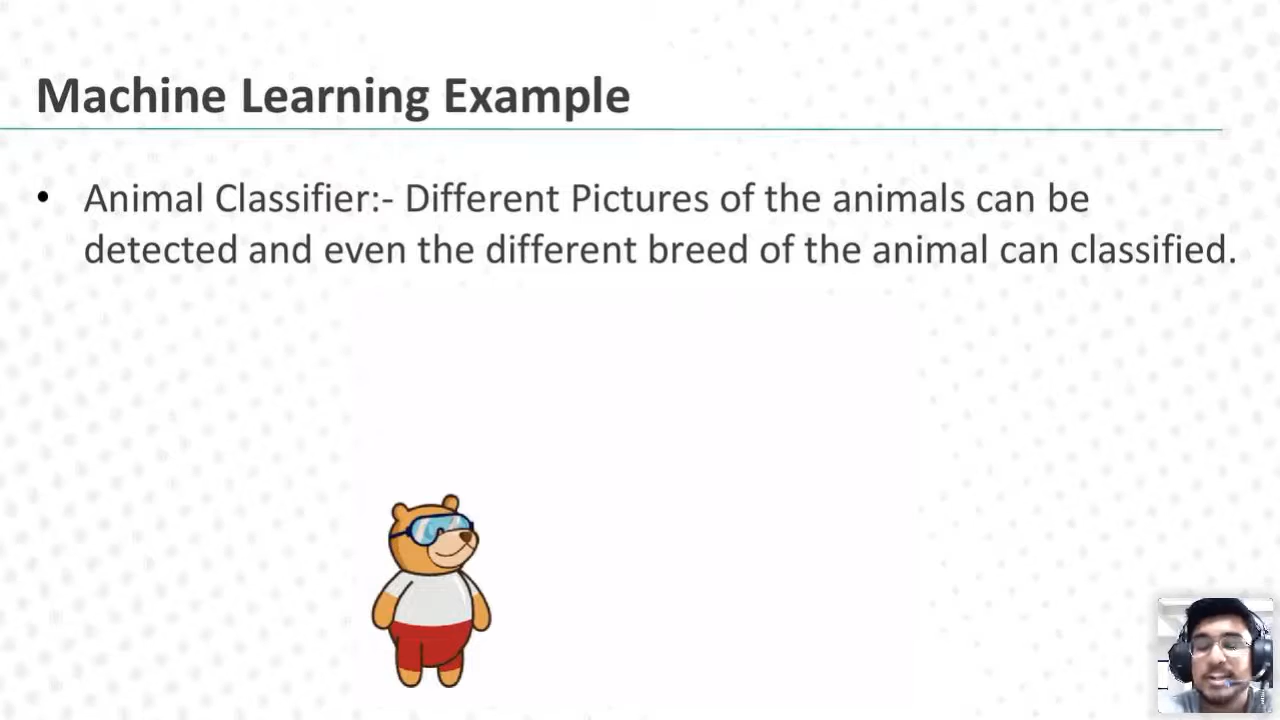 Machine Learning Example
• Animal Classifier:- Different Pictures of the animals can be
detected and even the different breed of the animal can classified.